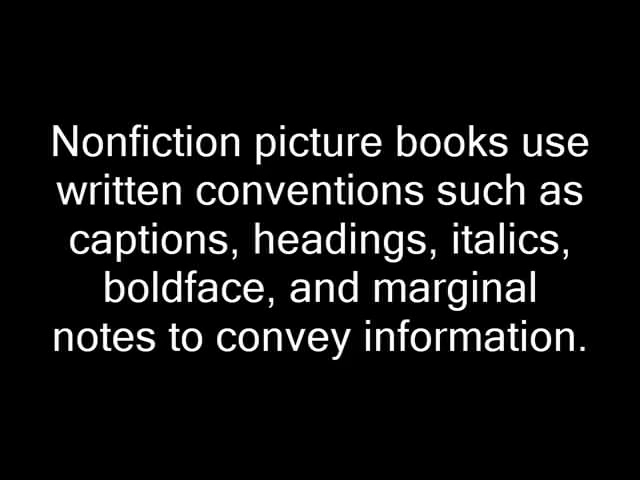 Nonfiction picture books use
written conventions such as
captions, headings, italics,
boldface, and marginal
notes to convey information.